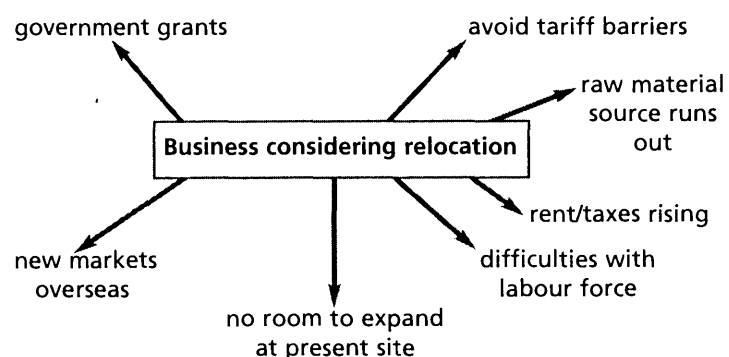 government grants
avoid tariff barriers
raw material
source runs
out
Business considering relocation
rent/taxes rising
new markets
overseas
difficulties with
labour force
no room to expand
at present site